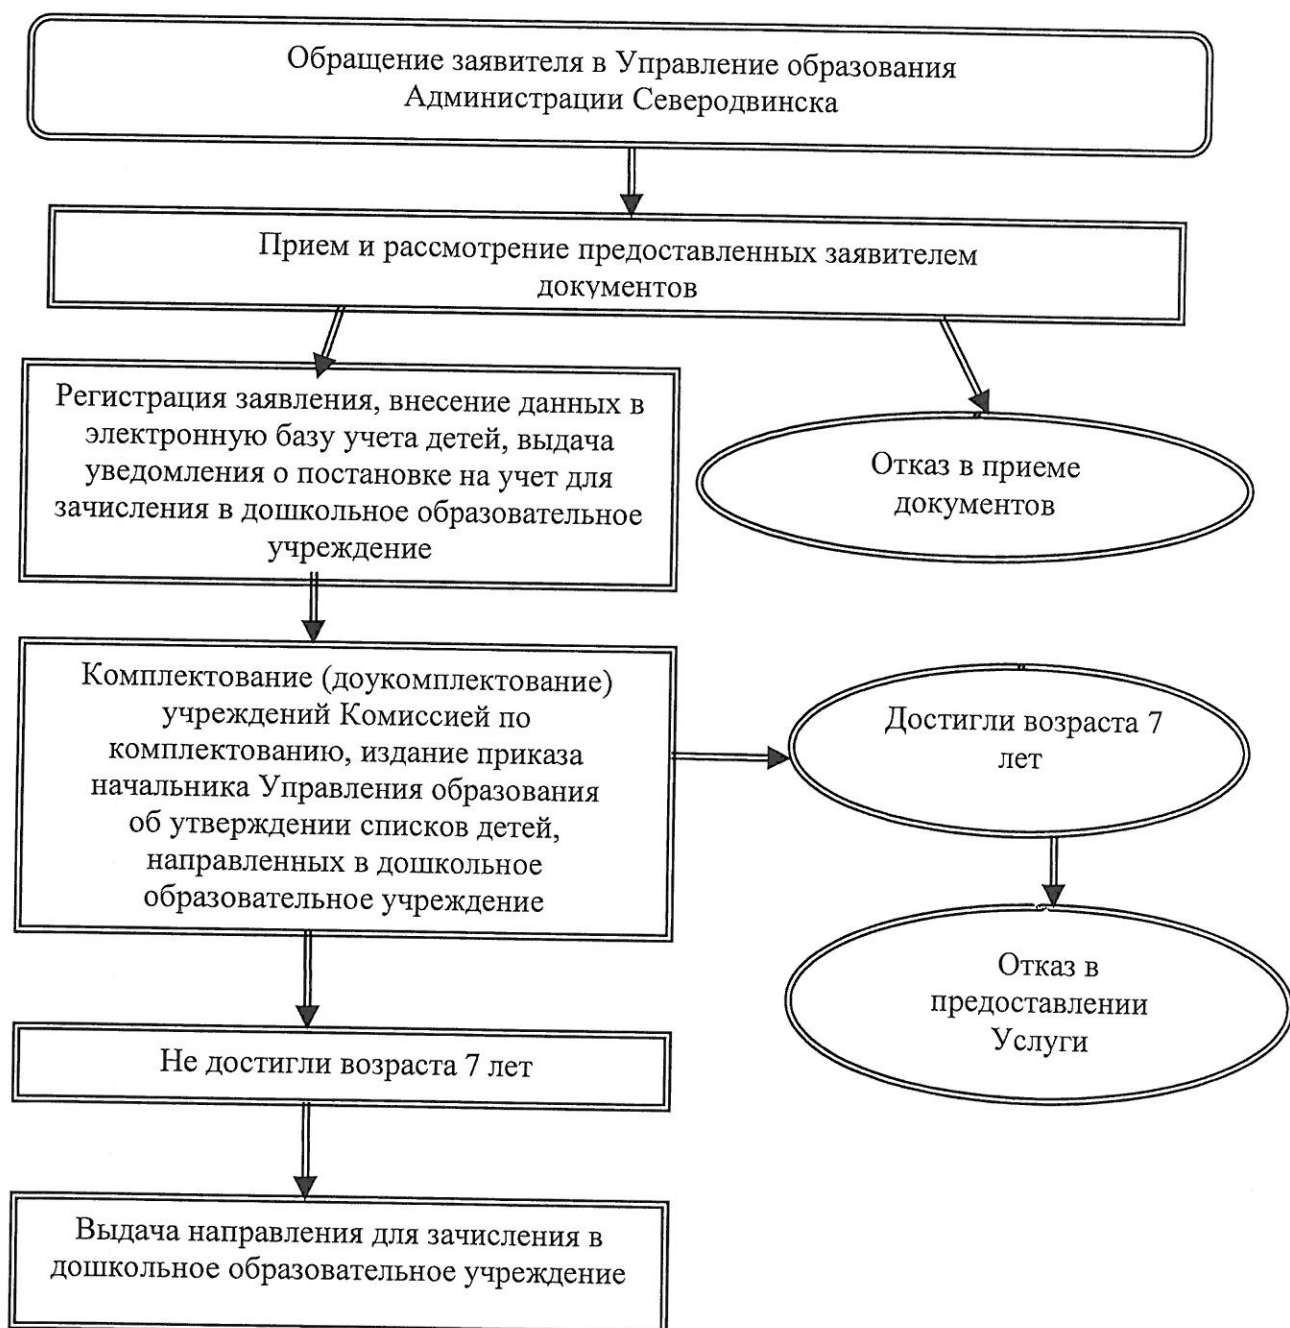 Обращение заявителя в Управление образования
Администрации Северодвинска
Прием и рассмотрение предоставленных заявителем
документов
Регистрация заявления, внесение данных в
электронную базу учета детей, выдача
уведомления о постановке на учет для
зачисления в дошкольное образовательное
учреждение
Отказ в приеме
документов
Комплектование (доукомплектование)
учреждений Комиссией по
комплектованию, издание приказа
начальника Управления образования
об утверждении списков детей,
направленных в дошкольное
образовательное учреждение
Достигли возраста 7
лет
Отказ в
предоставлении
Услуги
Не достигли возраста 7 лет
Выдача направления для зачисления в
дошкольное образовательное учреждение